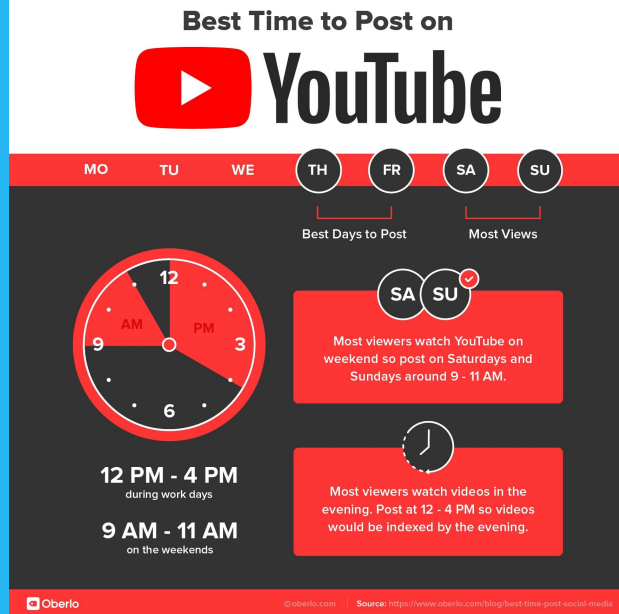 Best Time to Post on
YouTube
MO TU WE TH FR SA SU
Best Days to Post
Most Views
12
AM PM
9 3
6
SA SU
Most viewers watch YouTube on
weekend so post on Saturdays and
Sundays around 9 - 11 AM.
12 PM - 4 PM
during work days
9 AM - 11 AM
on the weekends
Most viewers watch videos in the
evening. Post at 12 - 4 PM so videos
would be indexed by the evening.
Oberlo
©oberlo.com | Source: https://www.oberlo.com/blog/best-time-post-social-media